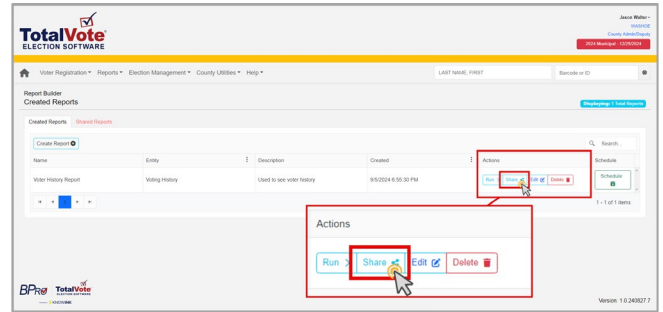 TotalVote
ELECTION SOFTWARE
Jason Walter
WASHOE
County Admin/Deputy
2024 Municipal - 12/29/2024
Voter Registration Reports Election Management County Utilities Help LAST NAME, FIRST Barcode or ID
Report Builder
Created Reports
Displaying: 1 Total Reports
Created Reports Shared Reports
Create Report Search...
Name Entity Description Created Actions Schedule
Voter History Report Voting History Used to see voter history 9/5/2024 6:55:30 PM Run Share Edit Delete Schedule
1 - 1 of 1 items
Actions
Run Share Edit Delete
BPro TotalVote
ELECTION SOFTWARE
KNOWiNK
Version: 1.0.240827.7